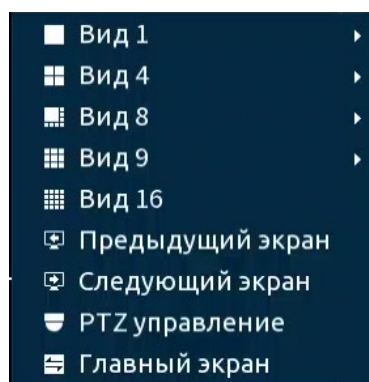 Вид 1
Вид 4
Вид 8
Вид 9
Вид 16
Предыдущий экран
Следующий экран
PTZ управление
Главный экран